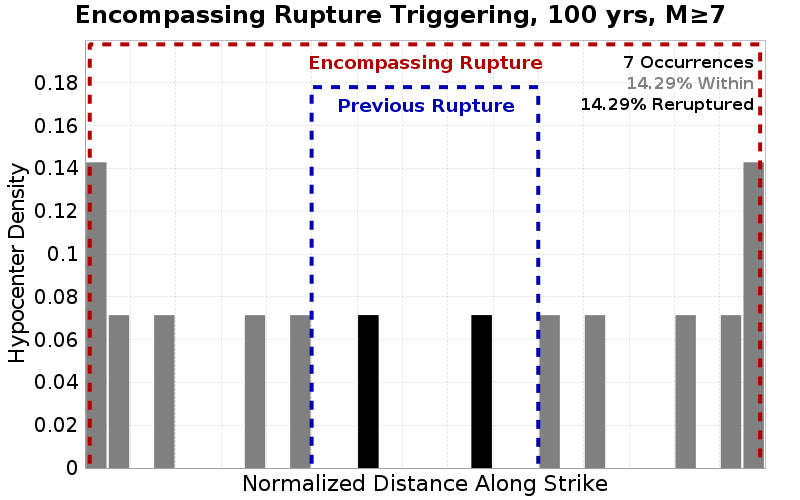 Encompassing Rupture Triggering, 100 yrs, M≥7
Encompassing Rupture
Previous Rupture
7 Occurrences
14.29% Within
14.29% Reruptured
Hypocenter Density
0.18
0.16
0.14
0.12
0.1
0.08
0.06
0.04
0.02
0
Normalized Distance Along Strike